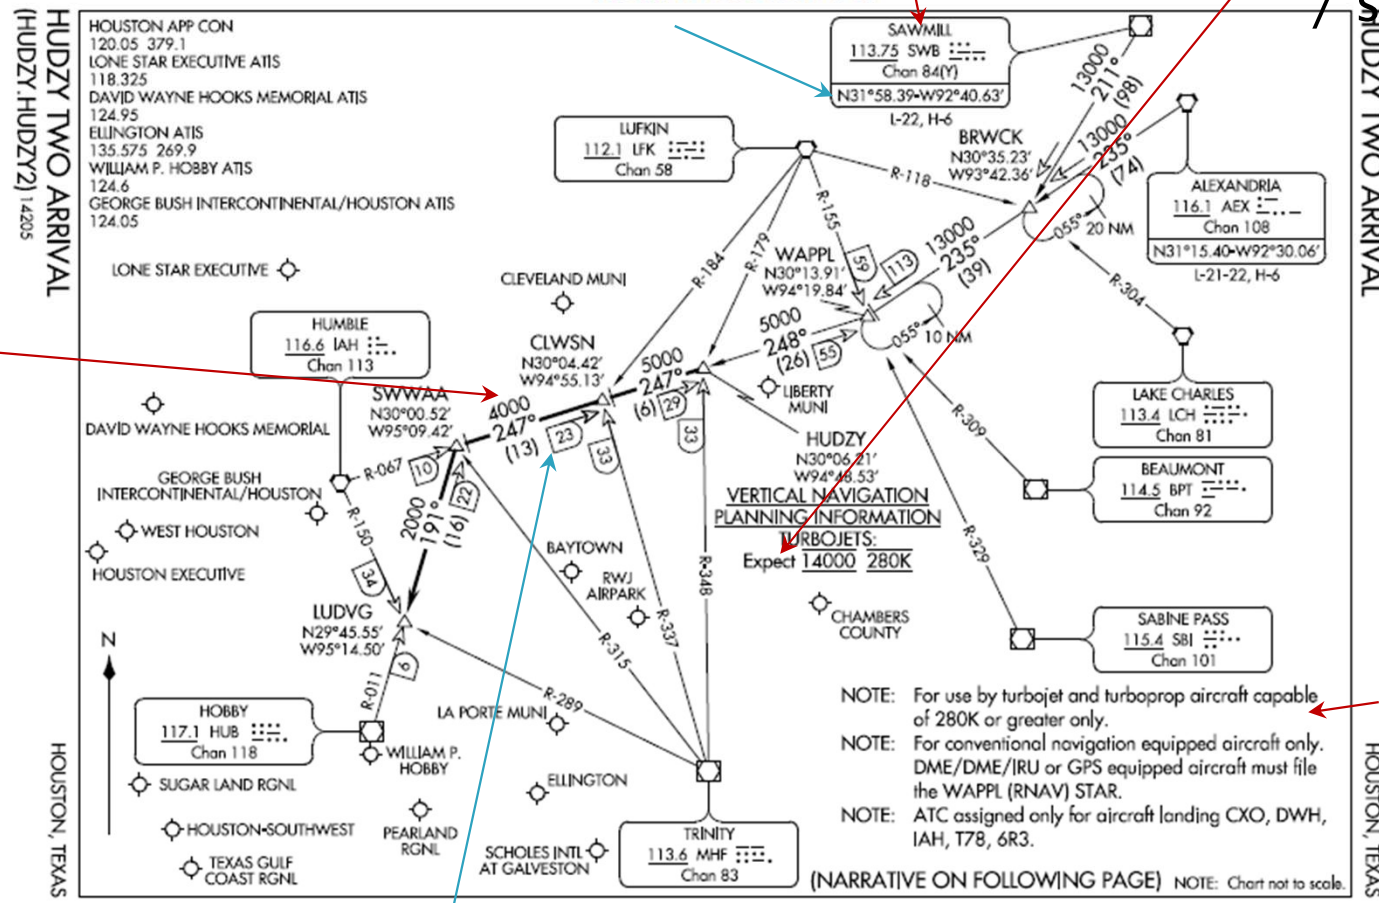 HUDZY TWO ARRIVAL
(HUDZY.HUDZY2) 14205
HOUSTON, TEXAS
HOUSTON APP CON
120.05 379.1
LONE STAR EXECUTIVE ATIS
118.325
DAVID WAYNE HOOKS MEMORIAL ATIS
124.95
ELLINGTON ATIS
135.575 269.9
WILLIAM P. HOBBY ATIS
124.6
GEORGE BUSH INTERCONTINENTAL/HOUSTON ATIS
124.05
SAWMILL
113.75 SWB
Chan 84(Y)
N31°58.39-W92°40.63'
L-22, H-6
13000
211°
(98)
LUFKIN
112.1 LFK
Chan 58
BRWCK
N30°35.23'
W93°42.36'
13000
235°
(74)
ALEXANDRIA
116.1 AEX
Chan 108
N31°15.40-W92°30.06'
L-21-22, H-6
R-118
R-155
R-179
R-184
055°
20 NM
R-304
WAPPL
N30°13.91'
W94°19.84'
59
113
13000
235°
(39)
LONE STAR EXECUTIVE
CLEVELAND MUNI
HUMBLE
116.6 IAH
Chan 113
CLWSN
N30°04.42'
W94°55.13'
5000
248°
(26)
55
055°
10 NM
5000
247°
(6)
29
LIBERTY
MUNI
LAKE CHARLES
113.4 LCH
Chan 81
SWWAA
N30°00.52'
W95°09.42'
4000
247°
(13)
23
33
33
DAVID WAYNE HOOKS MEMORIAL
R-067
10
HUDZY
N30°06.21'
W94°48.53'
R-309
BEAUMONT
114.5 BPT
Chan 92
GEORGE BUSH
INTERCONTINENTAL/HOUSTON
WEST HOUSTON
HOUSTON EXECUTIVE
R-150
34
2000
191°
(16)
22
VERTICAL NAVIGATION
PLANNING INFORMATION
TURBOJETS:
Expect 14000 280K
R-329
BAYTOWN
RWJ
AIRPARK
R-348
R-337
R-315
R-289
CHAMBERS
COUNTY
LUDVG
N29°45.55'
W95°14.50'
N
SABINE PASS
115.4 SBI
Chan 101
R-011
6
HOBBY
117.1 HUB
Chan 118
LA PORTE MUNI
WILLIAM P.
HOBBY
SUGAR LAND RGNL
ELLINGTON
HOUSTON-SOUTHWEST
PEARLAND
RGNL
TEXAS GULF
COAST RGNL
SCHOLES INTL
AT GALVESTON
TRINITY
113.6 MHF
Chan 83
NOTE: For use by turbojet and turboprop aircraft capable
of 280K or greater only.
NOTE: For conventional navigation equipped aircraft only.
DME/DME/IRU or GPS equipped aircraft must file
the WAPPL (RNAV) STAR.
NOTE: ATC assigned only for aircraft landing CXO, DWH,
IAH, T78, 6R3.
(NARRATIVE ON FOLLOWING PAGE) NOTE: Chart not to scale.
HUDZY TWO ARRIVAL
HOUSTON, TEXAS